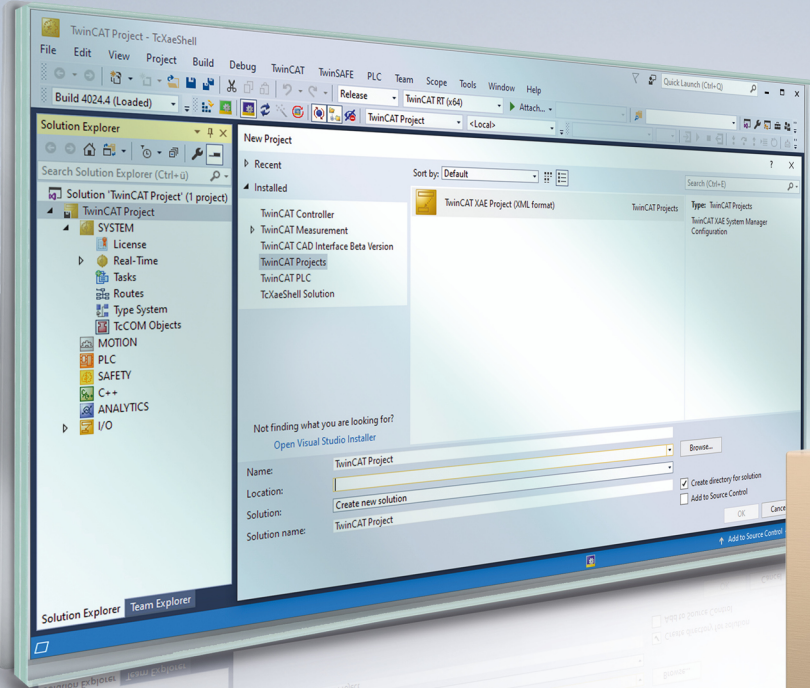 TwinCAT Project - TcXaeShell
Quick Launch (Ctrl+Q)
File Edit View Project Build Debug TwinCAT TwinSAFE PLC Team Scope Tools Window Help
Release TwinCAT RT (x64) Attach...
Build 4024.4 (Loaded) TwinCAT Project <Local>
Solution Explorer
Search Solution Explorer (Ctrl+ü)
Solution 'TwinCAT Project' (1 project)
TwinCAT Project
SYSTEM
License
Real-Time
Tasks
Routes
Type System
TcCOM Objects
MOTION
PLC
SAFETY
C++
ANALYTICS
I/O
Solution Explorer Team Explorer
New Project
? X
Recent
Installed
TwinCAT Controller
TwinCAT Measurement
TwinCAT CAD Interface Beta Version
TwinCAT Projects
TwinCAT PLC
TcXaeShell Solution
Not finding what you are looking for?
Open Visual Studio Installer
Sort by: Default
TwinCAT XAE Project (XML format) TwinCAT Projects
Search (Ctrl+E)
Type: TwinCAT Projects
TwinCAT XAE System Manager
Configuration
Name: TwinCAT Project
Location:
Browse...
Solution: Create new solution
Solution name: TwinCAT Project
Create directory for solution
Add to Source Control
OK Cance
Add to Source Control